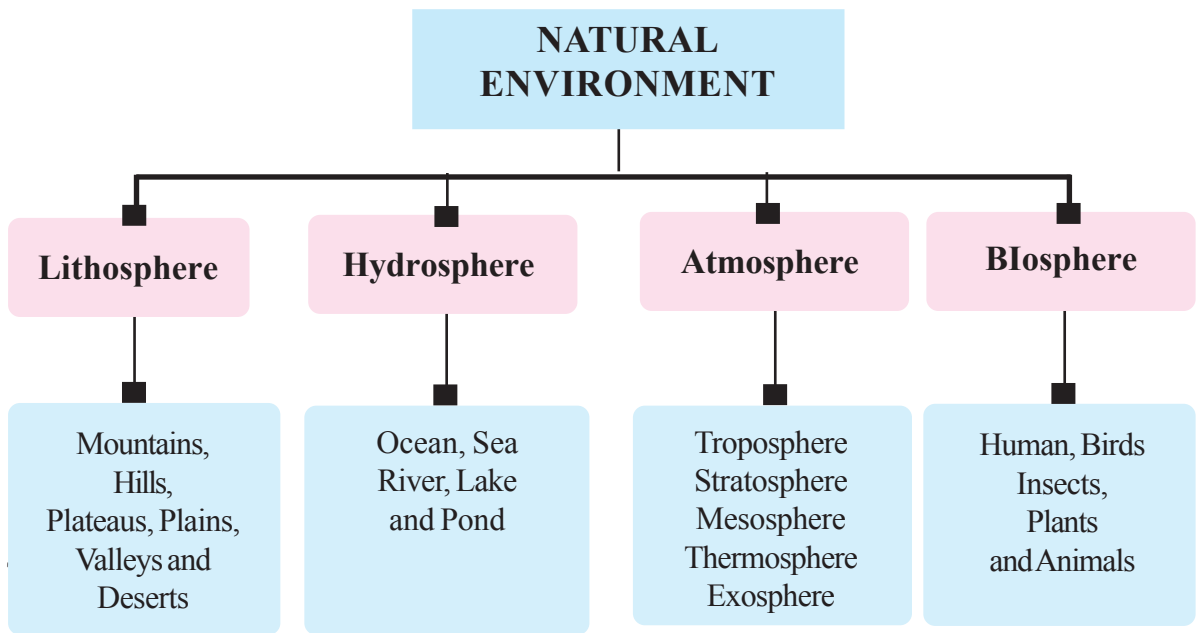 NATURAL
ENVIRONMENT
Lithosphere
Hydrosphere
Atmosphere
BIosphere
Mountains,
Hills,
Plateaus, Plains,
Valleys and
Deserts
Ocean, Sea
River, Lake
and Pond
Troposphere
Stratosphere
Mesosphere
Thermosphere
Exosphere
Human, Birds
Insects,
Plants
and Animals